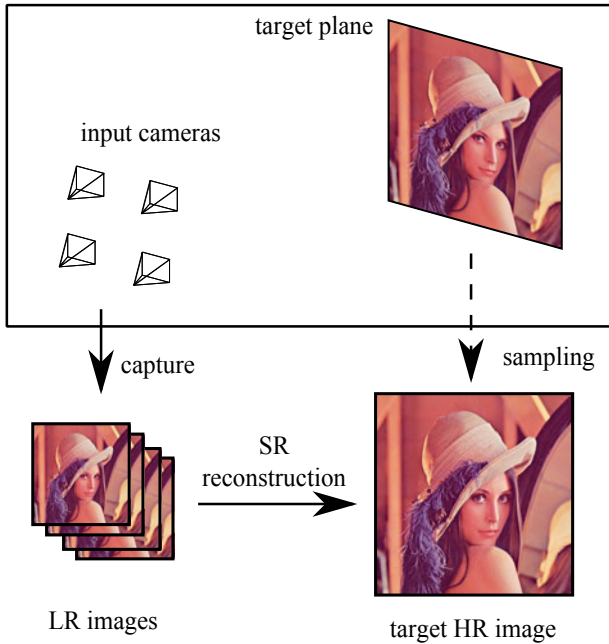 target plane
input cameras
capture
sampling
SR
reconstruction
LR images
target HR image